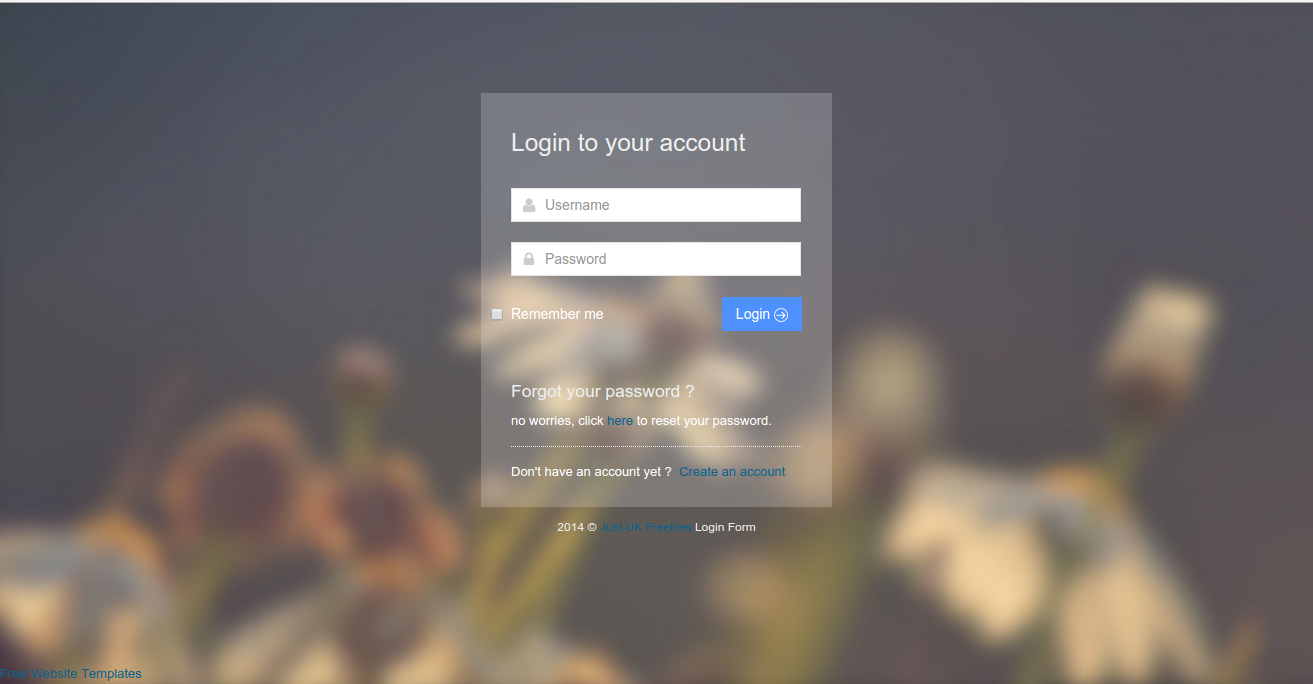 Login to your account
Username
Password
Remember me
Login
Forgot your password ?
no worries, click here to reset your password.
Don't have an account yet ? Create an account
2014 © Just UK Freebies Login Form
Free Website Templates